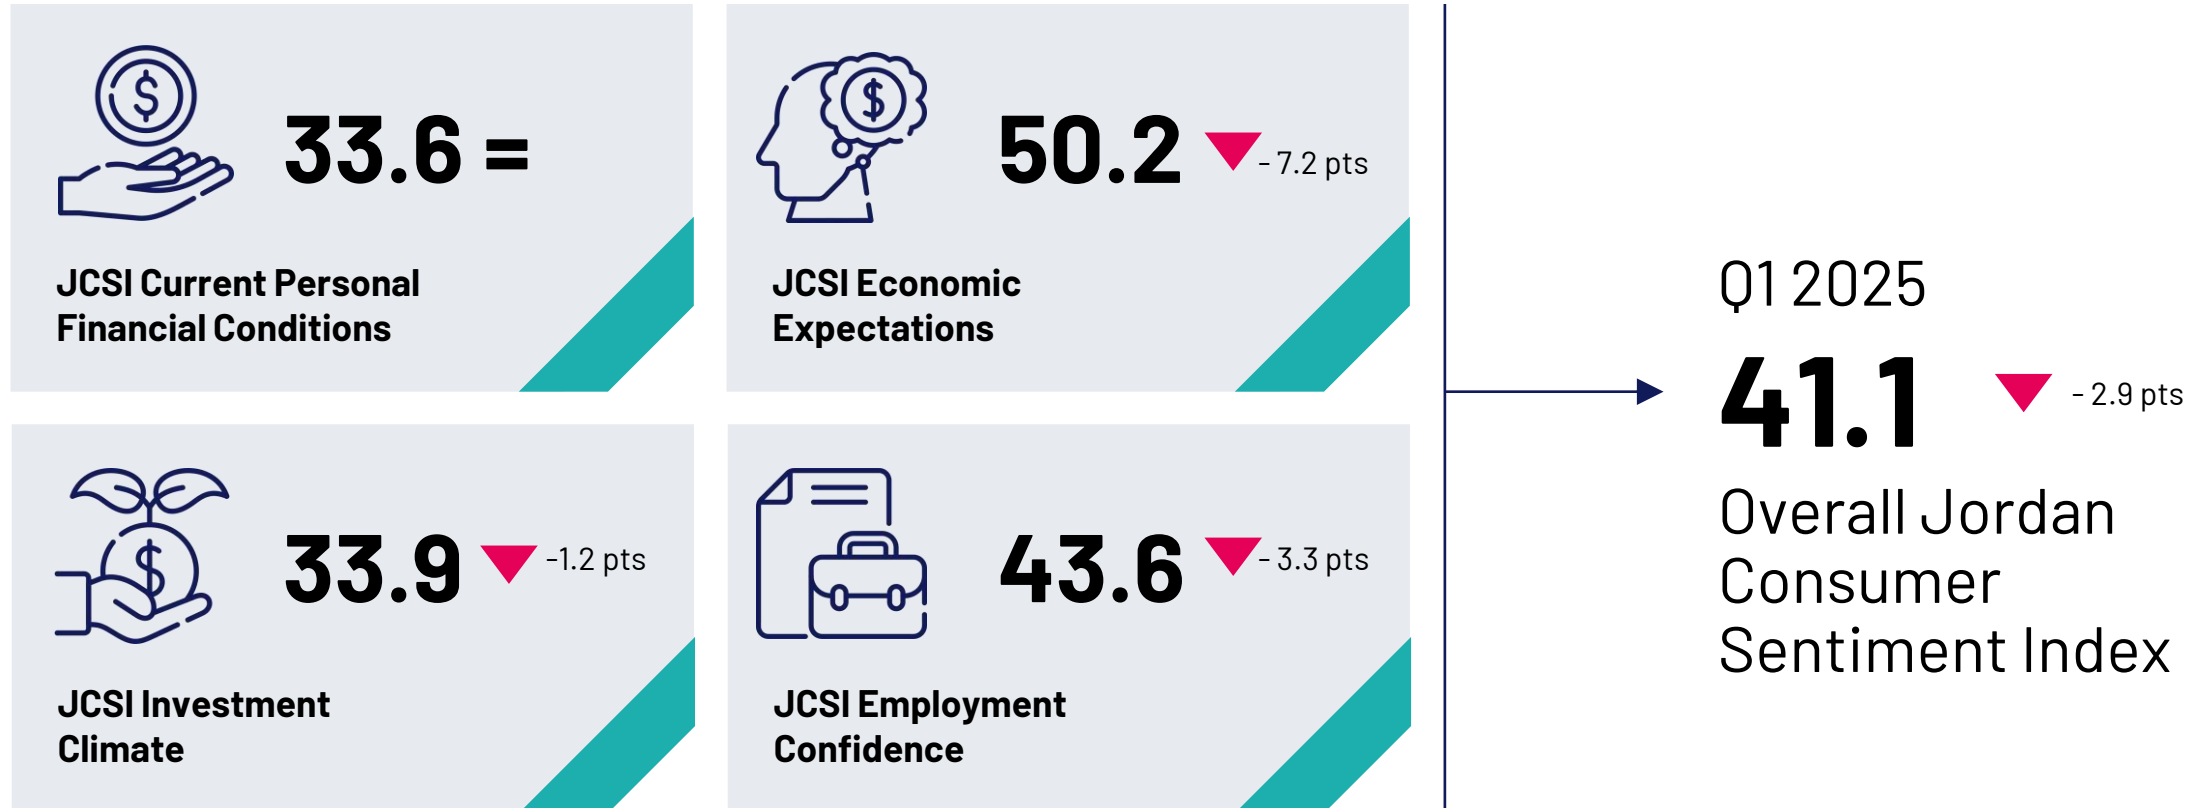 33.6 =
JCSI Current Personal
Financial Conditions
50.2 - 7.2 pts
JCSI Economic
Expectations
33.9 -1.2 pts
JCSI Investment
Climate
43.6 - 3.3 pts
JCSI Employment
Confidence
Q1 2025
41.1 - 2.9 pts
Overall Jordan
Consumer
Sentiment Index